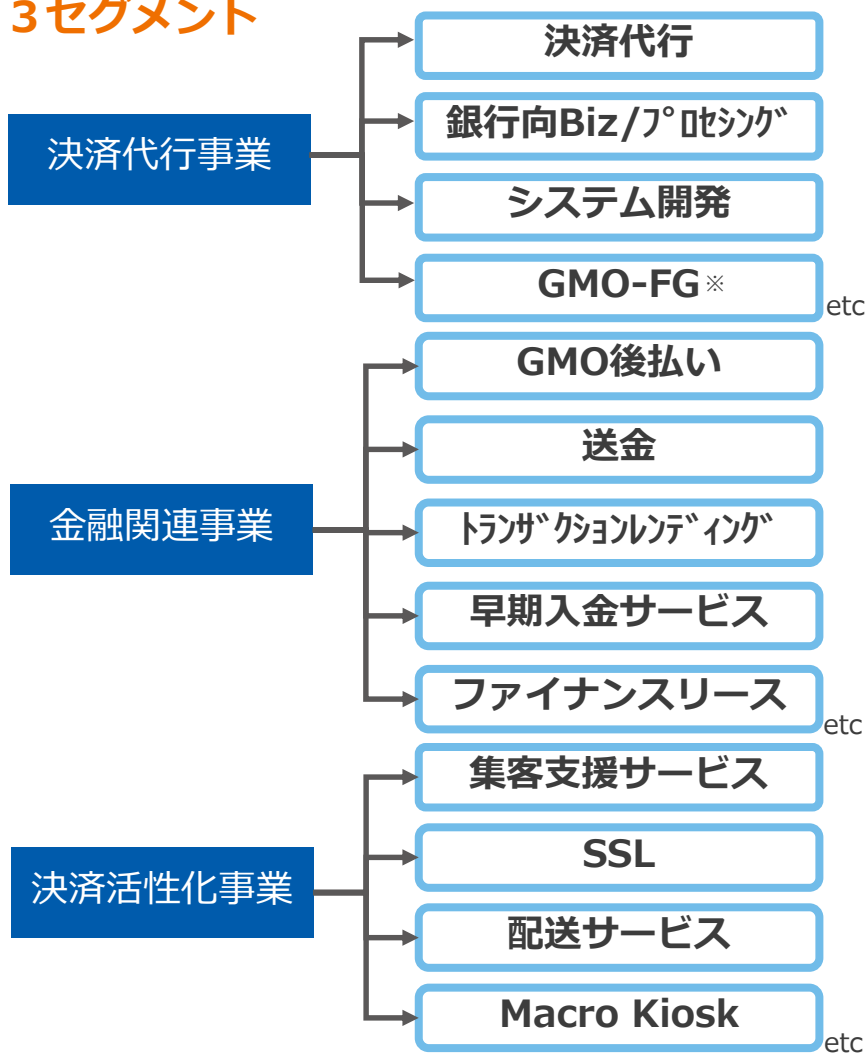 3セグメント
決済代行事業
決済代行
銀行向Biz/ﾌﾟﾛｾｼﾝｸﾞ
システム開発
GMO-FG※
etc
金融関連事業
GMO後払い
送金
ﾄﾗﾝｻﾞｸｼｮﾝﾚﾝﾃﾞｨﾝｸﾞ
早期入金サービス
ファイナンスリース
etc
決済活性化事業
集客支援サービス
SSL
配送サービス
Macro Kiosk
etc